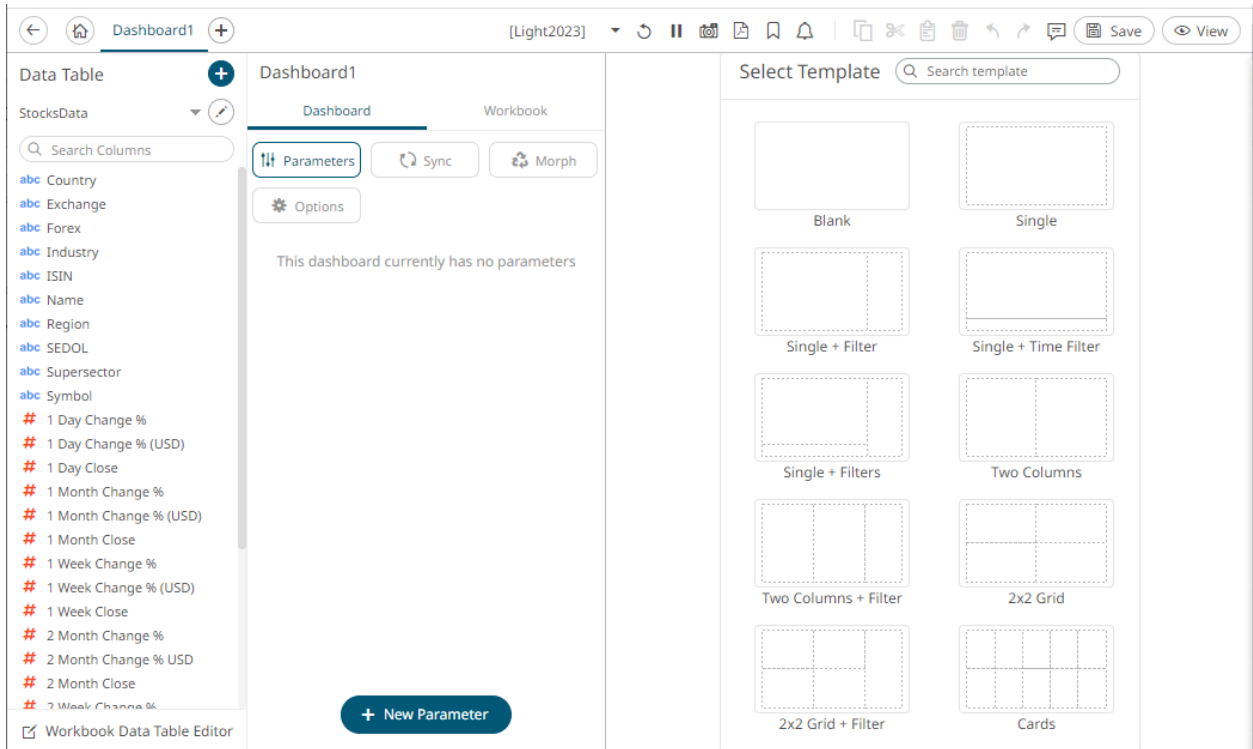 Dashboard1
[Light2023]
Save
View
Data Table
StocksData
Search Columns
abc Country
abc Exchange
abc Forex
abc Industry
abc ISIN
abc Name
abc Region
abc SEDOL
abc Supersector
abc Symbol
# 1 Day Change %
# 1 Day Change % (USD)
# 1 Day Close
# 1 Month Change %
# 1 Month Change % (USD)
# 1 Month Close
# 1 Week Change %
# 1 Week Change % (USD)
# 1 Week Close
# 2 Month Change %
# 2 Month Change % USD
# 2 Month Close
# 2 Week Change %
Workbook Data Table Editor
Dashboard1
Dashboard
Workbook
Parameters
Sync
Morph
Options
This dashboard currently has no parameters
+ New Parameter
Select Template
Search template
Blank
Single
Single + Filter
Single + Time Filter
Single + Filters
Two Columns
Two Columns + Filter
2x2 Grid
2x2 Grid + Filter
Cards